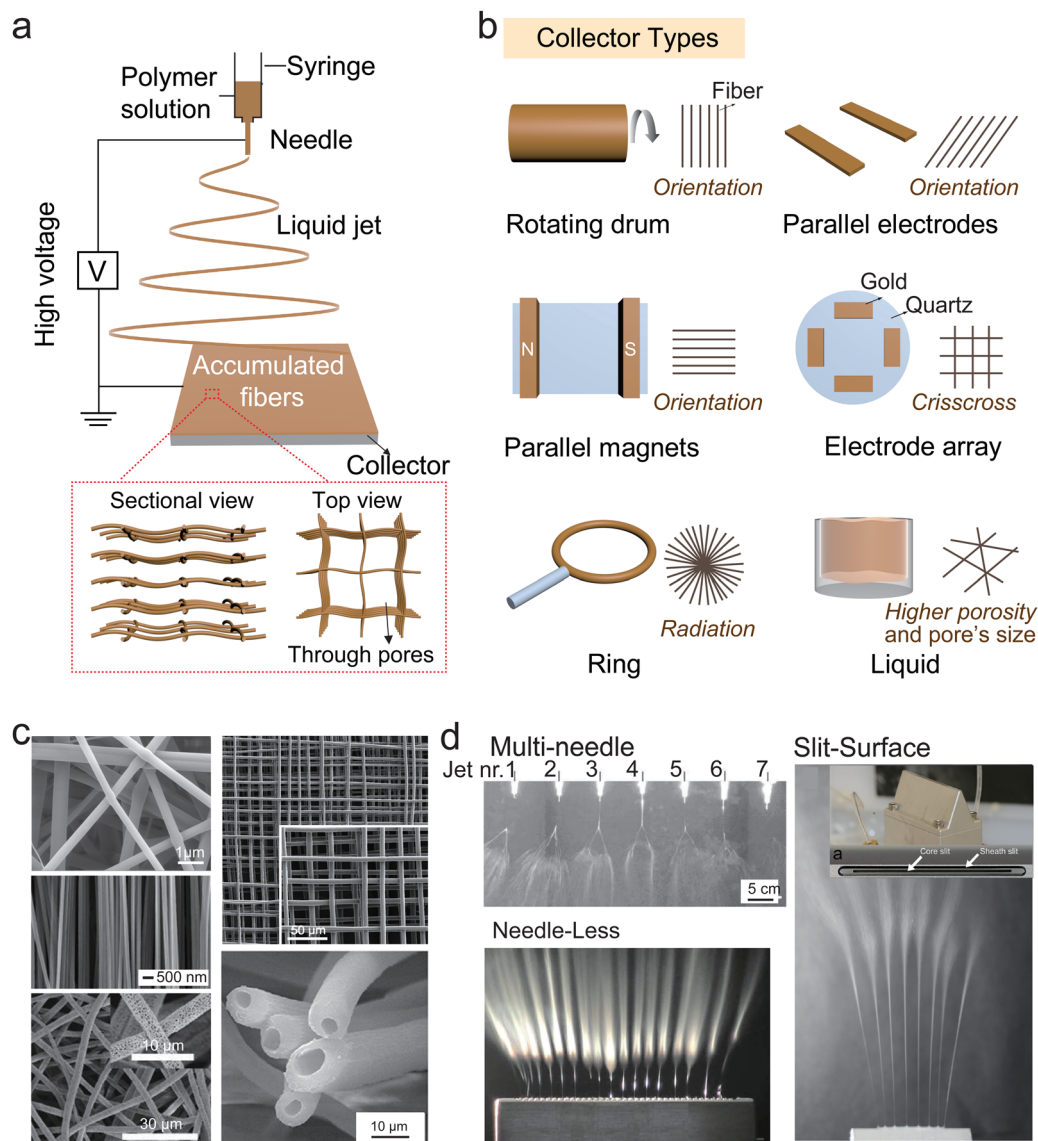 a
Syringe
Polymer
solution
Needle
Liquid jet
High voltage
V
Accumulated
fibers
Collector
Sectional view
Top view
Through pores
b
Collector Types
Fiber
Orientation
Rotating drum
Orientation
Parallel electrodes
N
S
Orientation
Parallel magnets
Gold
Quartz
Crisscross
Electrode array
Radiation
Ring
Higher porosity
and pore's size
Liquid
c
1µm
500 nm
10 µm
30 µm
50 µm
10 µm
d
Multi-needle
Jet nr. 1 2 3 4 5 6 7
5 cm
Needle-Less
Slit-Surface
a
Core slit
Sheath slit